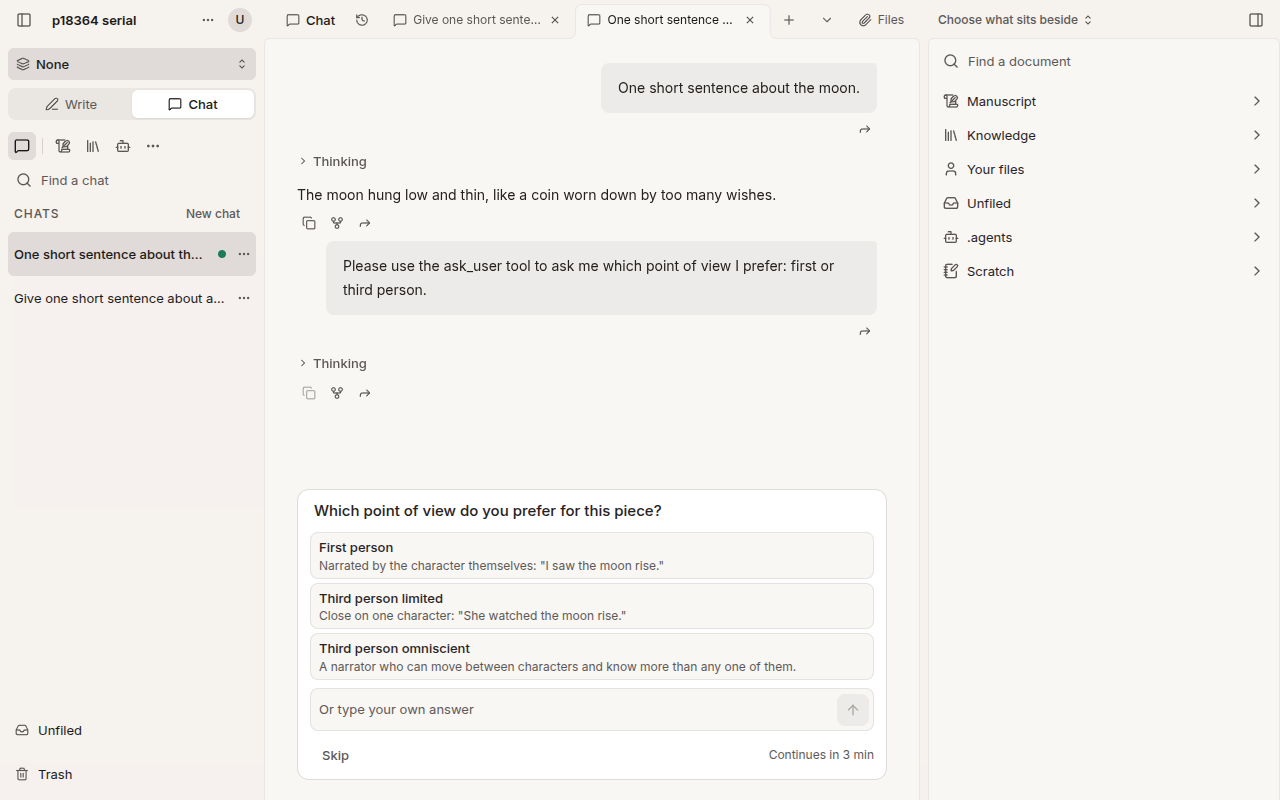 p18364 serial
U
None
Write
Chat
Find a chat
CHATS
New chat
One short sentence about th...
Give one short sentence about a...
Unfiled
Trash
Chat
Give one short sente...
One short sentence ...
Files
One short sentence about the moon.
Thinking
The moon hung low and thin, like a coin worn down by too many wishes.
Please use the ask_user tool to ask me which point of view I prefer: first or
third person.
Thinking
Which point of view do you prefer for this piece?
First person
Narrated by the character themselves: "I saw the moon rise."
Third person limited
Close on one character: "She watched the moon rise."
Third person omniscient
A narrator who can move between characters and know more than any one of them.
Or type your own answer
Skip
Continues in 3 min
Choose what sits beside
Find a document
Manuscript
Knowledge
Your files
Unfiled
.agents
Scratch